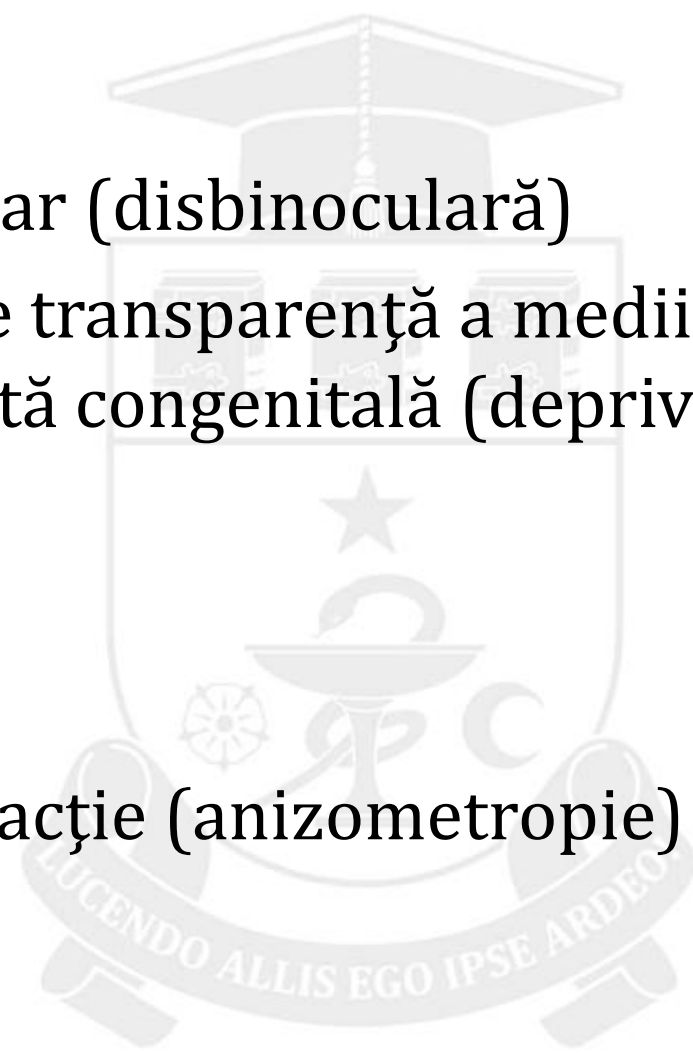 ar (disbinoculară)
e transparenţă a medii
tă congenitală (depriv
acţie (anizometropie)
LUCENDO ALLIS EGO IPSE ARDEO